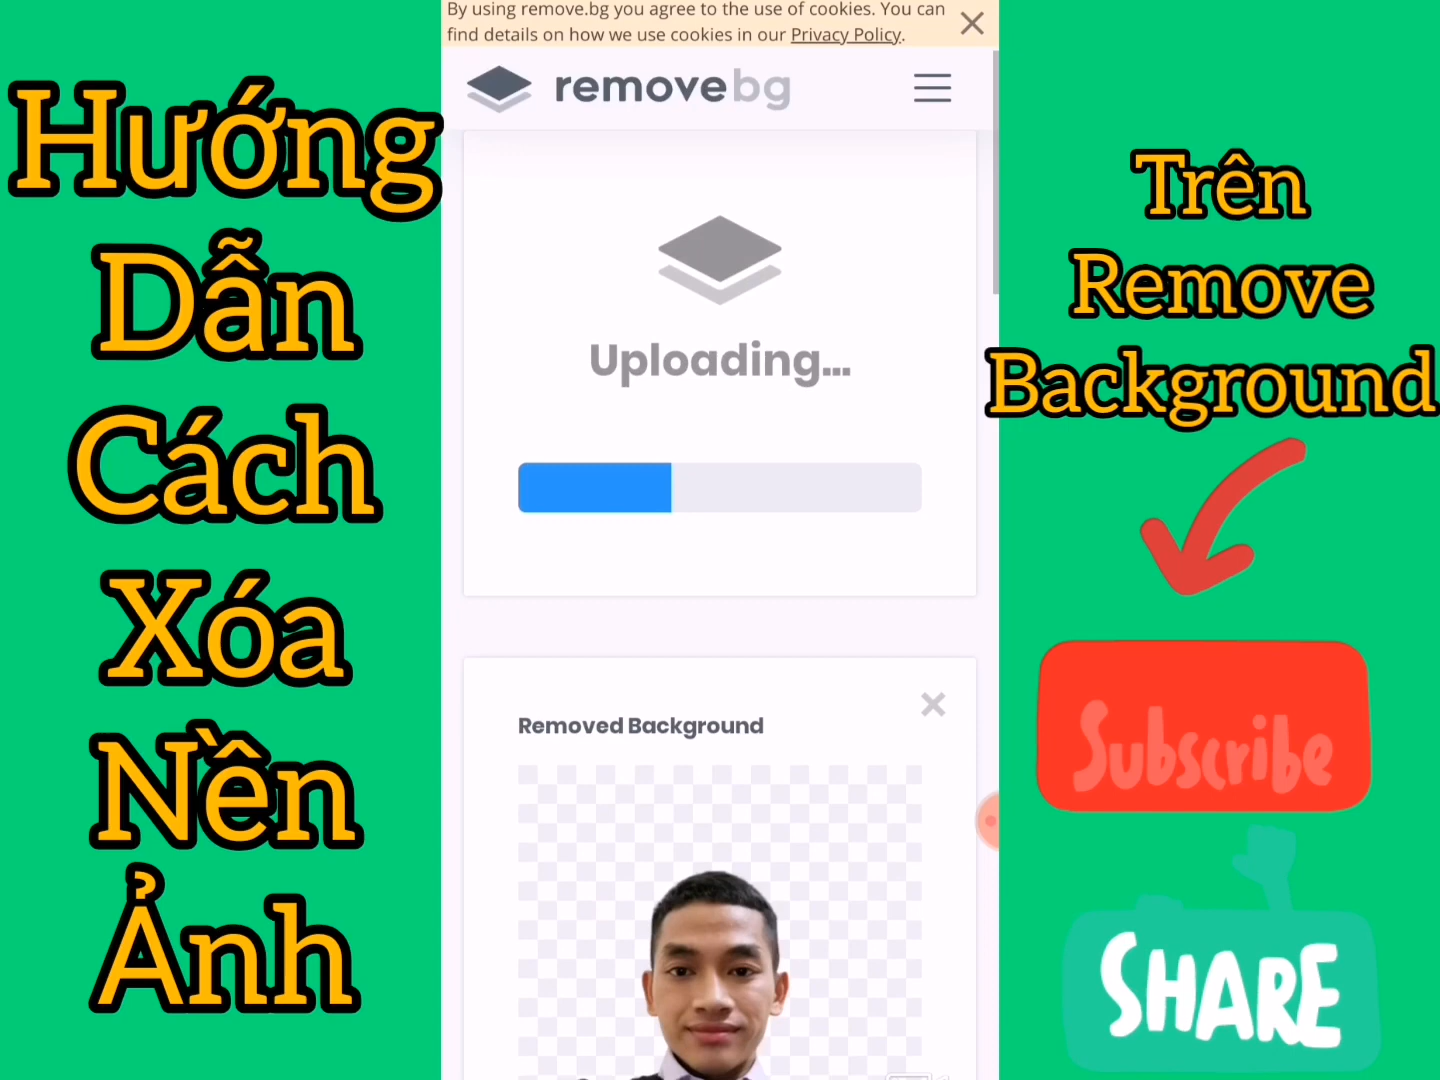 By using remove.bg you agree to the use of cookies. You can
find details on how we use cookies in our Privacy Policy.
removebg
Uploading...
Removed Background
Hướng
Dẫn
Cách
Xóa
Nền
Ảnh
Trên
Remove
Background
Subscribe
SHARE